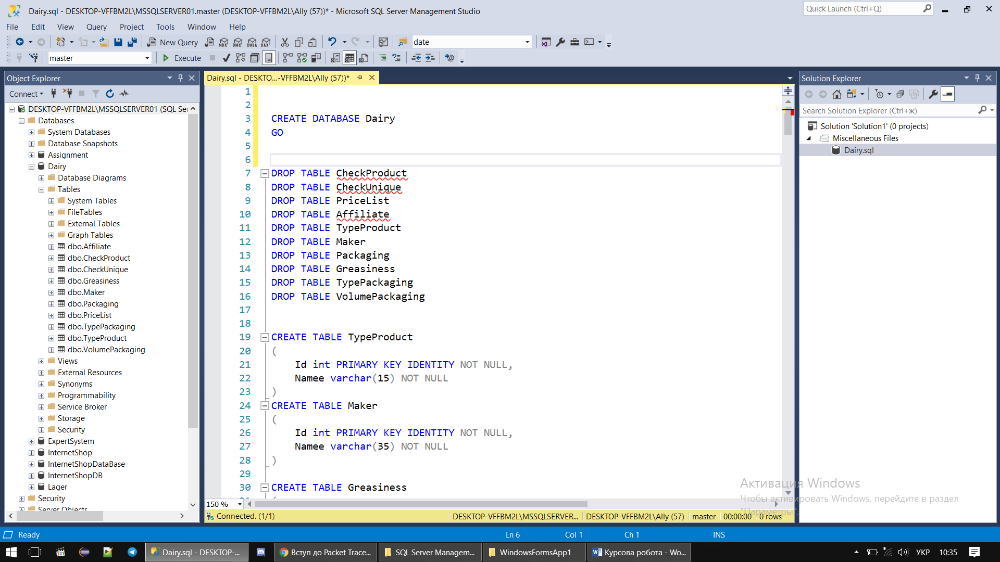 Dairy.sql - DESKTOP-VFFBM2L\MSSQLSERVER01.master (DESKTOP-VFFBM2L\Ally (57))* - Microsoft SQL Server Management Studio
Quick Launch (Ctrl+Q)
File Edit View Query Project Tools Window Help
New Query MDX DMX XMLA DAX date
master Execute
Object Explorer
Connect
DESKTOP-VFFBM2L\MSSQLSERVER01 (SQL Se
Databases
System Databases
Database Snapshots
Assignment
Dairy
Database Diagrams
Tables
System Tables
FileTables
External Tables
Graph Tables
dbo.Affiliate
dbo.CheckProduct
dbo.CheckUnique
dbo.Greasiness
dbo.Maker
dbo.Packaging
dbo.PriceList
dbo.TypePackaging
dbo.TypeProduct
dbo.VolumePackaging
Views
External Resources
Synonyms
Programmability
Service Broker
Storage
Security
ExpertSystem
InternetShop
InternetShopDataBase
InternetShopDB
Lager
Security
Server Objects
Dairy.sql - DESKTO...-VFFBM2L\Ally (57))*
1
2
3 CREATE DATABASE Dairy
4 GO
5
6
7 DROP TABLE CheckProduct
8 DROP TABLE CheckUnique
9 DROP TABLE PriceList
10 DROP TABLE Affiliate
11 DROP TABLE TypeProduct
12 DROP TABLE Maker
13 DROP TABLE Packaging
14 DROP TABLE Greasiness
15 DROP TABLE TypePackaging
16 DROP TABLE VolumePackaging
17
18
19 CREATE TABLE TypeProduct
20 (
21 Id int PRIMARY KEY IDENTITY NOT NULL,
22 Namee varchar(15) NOT NULL
23 )
24 CREATE TABLE Maker
25 (
26 Id int PRIMARY KEY IDENTITY NOT NULL,
27 Namee varchar(35) NOT NULL
28 )
29
30 CREATE TABLE Greasiness
150 %
Connected. (1/1) DESKTOP-VFFBM2L\MSSQLSERVER... DESKTOP-VFFBM2L\Ally (57) master 00:00:00 0 rows
Solution Explorer
Search Solution Explorer (Ctrl+ж)
Solution 'Solution1' (0 projects)
Miscellaneous Files
Dairy.sql
Активация Windows
Чтобы активировать Windows, перейдите в раздел
"Параметры".
Ready Ln 6 Col 1 Ch 1 INS
Dairy.sql - DESKTOP-... Вступ до Packet Trace... SQL Server Managem... WindowsFormsApp1 Курсова робота - Wo... УКР 10:35